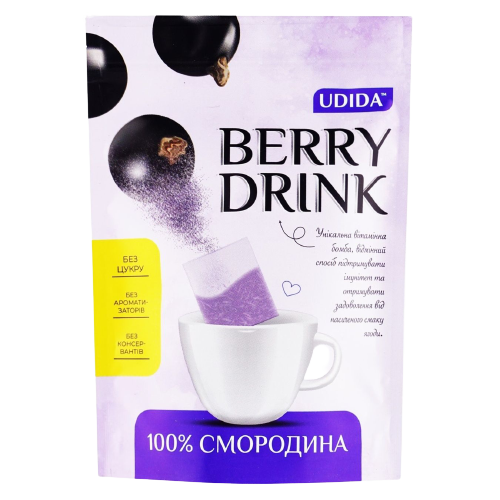 UDIDA™
BERRY
DRINK
Унікальна вітамінна
бомба, відмінний
спосіб підтримувати
імунітет та
отримувати
задоволення від
насиченого смаку
ягоди.
БЕЗ
ЦУКРУ
БЕЗ
АРОМАТИ-
ЗАТОРІВ
БЕЗ
КОНСЕР-
ВАНТІВ
100% СМОРОДИНА